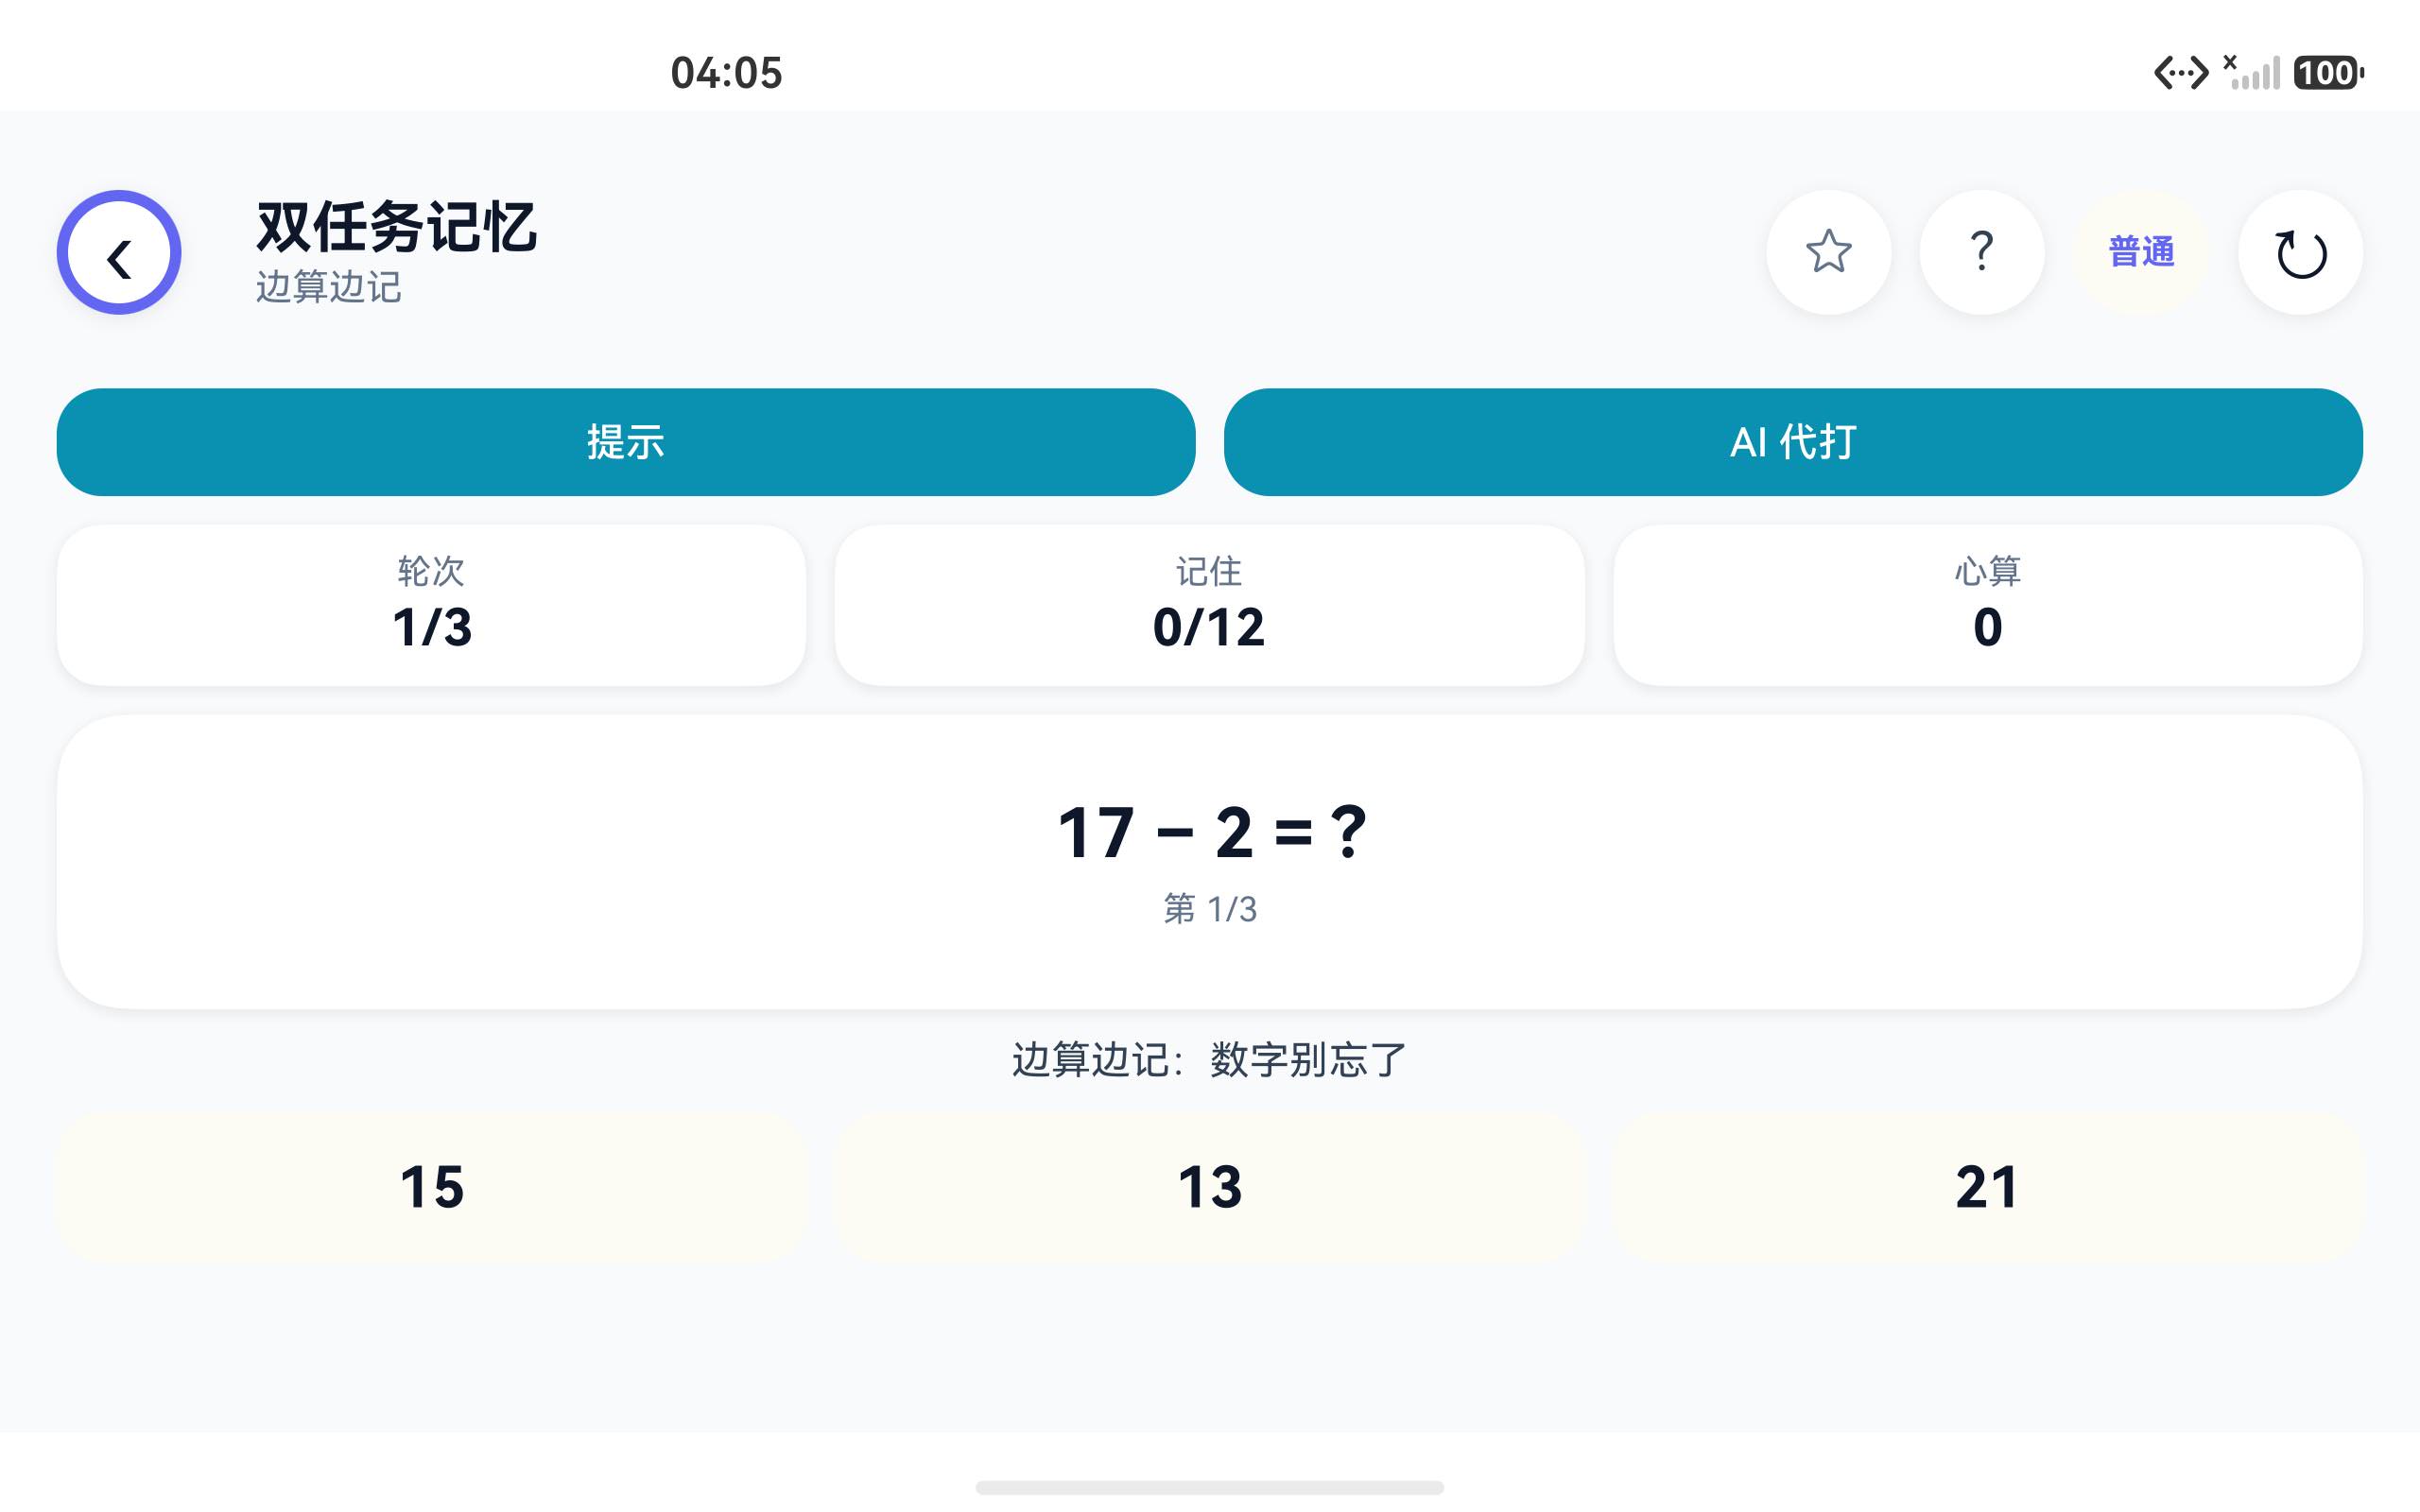 04:05
100
双任务记忆
边算边记
?
普通
提示
AI 代打
轮次
1/3
记住
0/12
心算
0
17 − 2 = ?
第 1/3
边算边记：数字别忘了
15
13
21